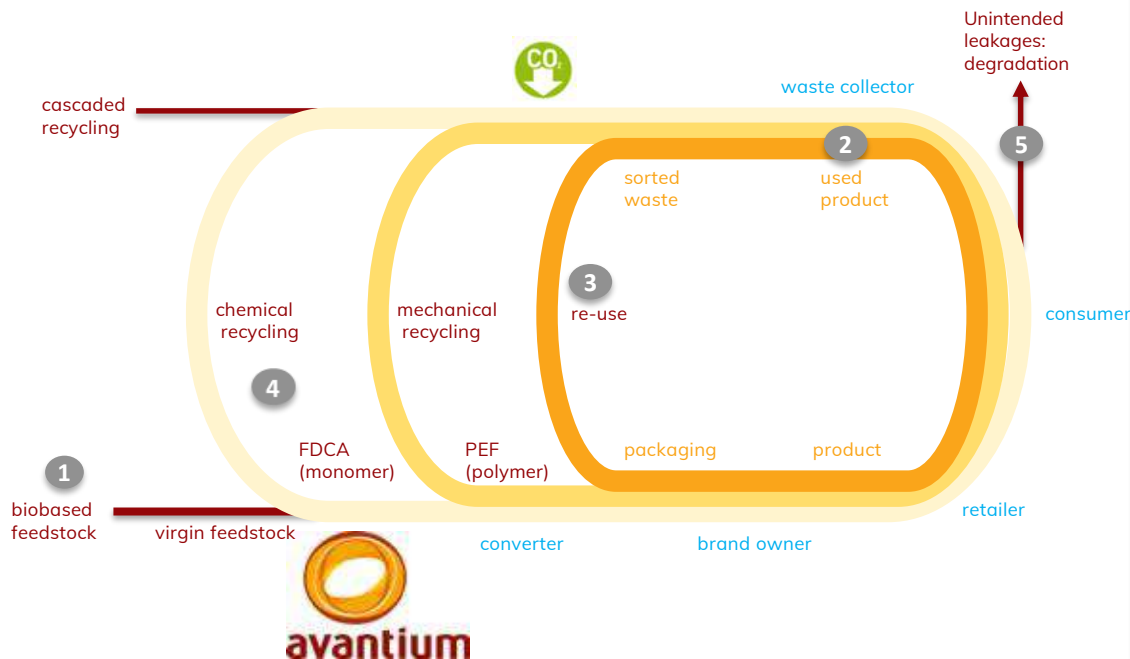 Unintended
leakages:
degradation
CO₂
waste collector
cascaded
recycling
2
5
sorted
waste
used
product
3
re-use
chemical
recycling
mechanical
recycling
consumer
4
FDCA
(monomer)
PEF
(polymer)
packaging
product
1
biobased
feedstock
virgin feedstock
retailer
converter
brand owner
avantium